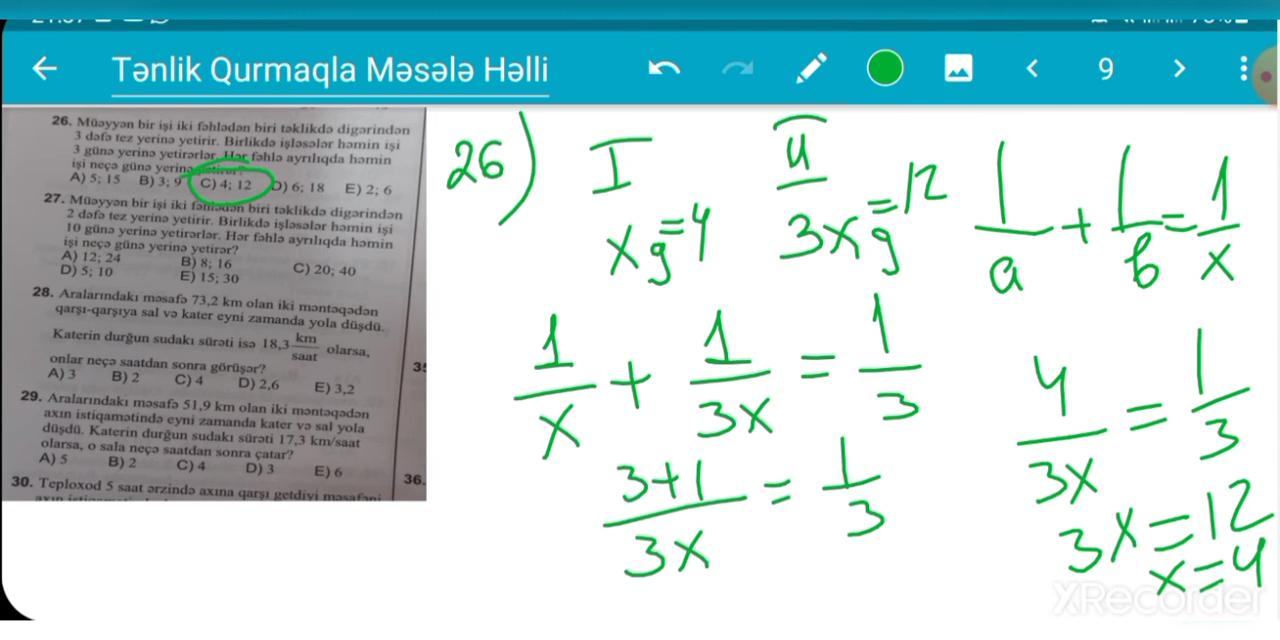 Tənlik Qurmaqla Məsələ Həlli
9
26. Müəyyən bir işi iki fəhlədən biri təklikdə digərindən
3 dəfə tez yerinə yetirir. Birlikdə işləsələr həmin işi
3 günə yerinə yetirərlər. Hər fəhlə ayrılıqda həmin
işi neçə günə yerinə
A) 5; 15 B) 3; 9 C) 4; 12 D) 6; 18 E) 2; 6
27. Müəyyən bir işi iki fəhlədən biri təklikdə digərindən
2 dəfə tez yerinə yetirir. Birlikdə işləsələr həmin işi
10 günə yerinə yetirərlər. Hər fəhlə ayrılıqda həmin
işi neçə günə yerinə yetirər?
A) 12; 24 B) 8; 16 C) 20; 40
D) 5; 10 E) 15; 30
28. Aralarındakı məsafə 73,2 km olan iki məntəqədən
qarşı-qarşıya sal və kater eyni zamanda yola düşdü.
Katerin durğun sudakı sürəti isə 18,3 km/saat olarsa,
onlar neçə saatdan sonra görüşər?
A) 3 B) 2 C) 4 D) 2,6 E) 3,2
29. Aralarındakı məsafə 51,9 km olan iki məntəqədən
axın istiqamətində eyni zamanda kater və sal yola
düşdü. Katerin durğun sudakı sürəti 17,3 km/saat
olarsa, o sala neçə saatdan sonra çatar?
A) 5 B) 2 C) 4 D) 3 E) 6
30. Teploxod 5 saat ərzində axına qarşı getdiyi məsafəni
36.
26) I II
xg=4 3xg=12
1/a + 1/b = 1/x
1/x + 1/3x = 1/3
3+1/3x = 1/3
4/3x = 1/3
3x=12
x=4
XRecorder